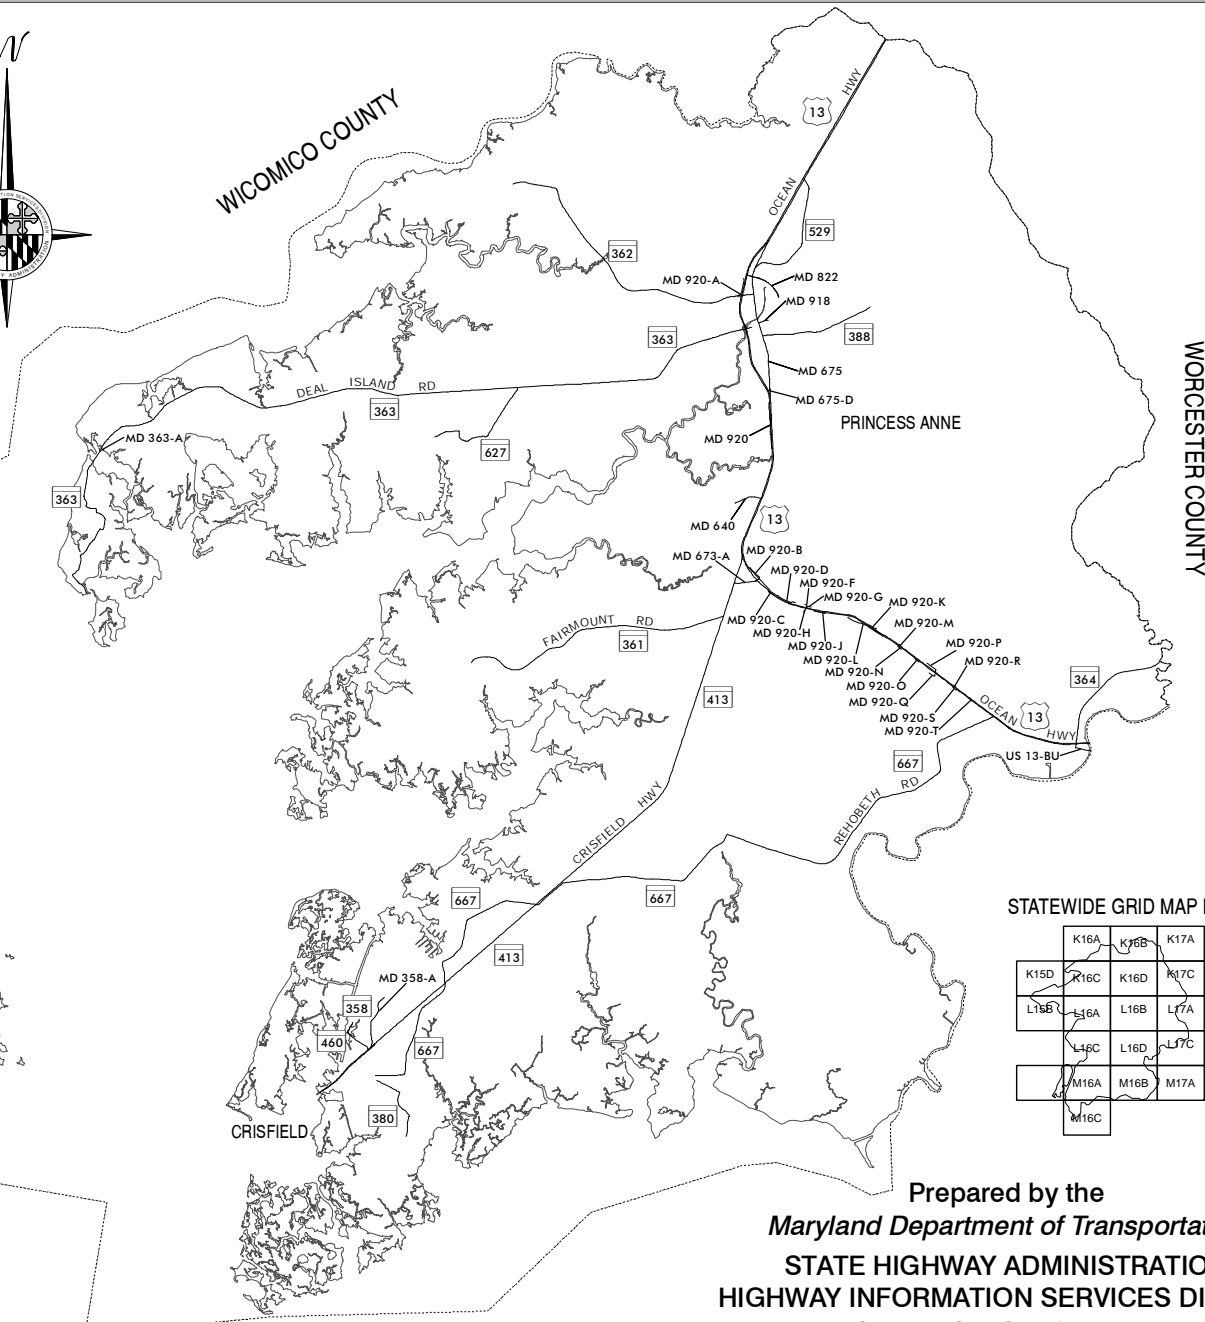 N
WICOMICO COUNTY
13
HWY
OCEAN
529
362
MD 920-A
MD 822
MD 918
363
388
MD 675
DEAL ISLAND RD
363
MD 675-D
PRINCESS ANNE
MD 920
MD 363-A
627
363
WORCESTER COUNTY
MD 640
13
MD 673-A
MD 920-B
MD 920-D
MD 920-F
MD 920-G
MD 920-K
MD 920-C
MD 920-H
MD 920-M
FAIRMOUNT RD
361
MD 920-J
MD 920-P
MD 920-L
MD 920-R
MD 920-N
364
MD 920-O
413
MD 920-Q
OCEAN HWY
13
MD 920-S
MD 920-T
US 13-BU
667
REHOBETH RD
CRISFIELD HWY
667
667
413
MD 358-A
358
460
667
380
CRISFIELD
STATEWIDE GRID MAP
K16A K16B K17A
K15D K16C K16D K17C
L15B L16A L16B L17A
L16C L16D L17C
M16A M16B M17A
M16C
Prepared by the
Maryland Department of Transportat
STATE HIGHWAY ADMINISTRATIO
HIGHWAY INFORMATION SERVICES DI